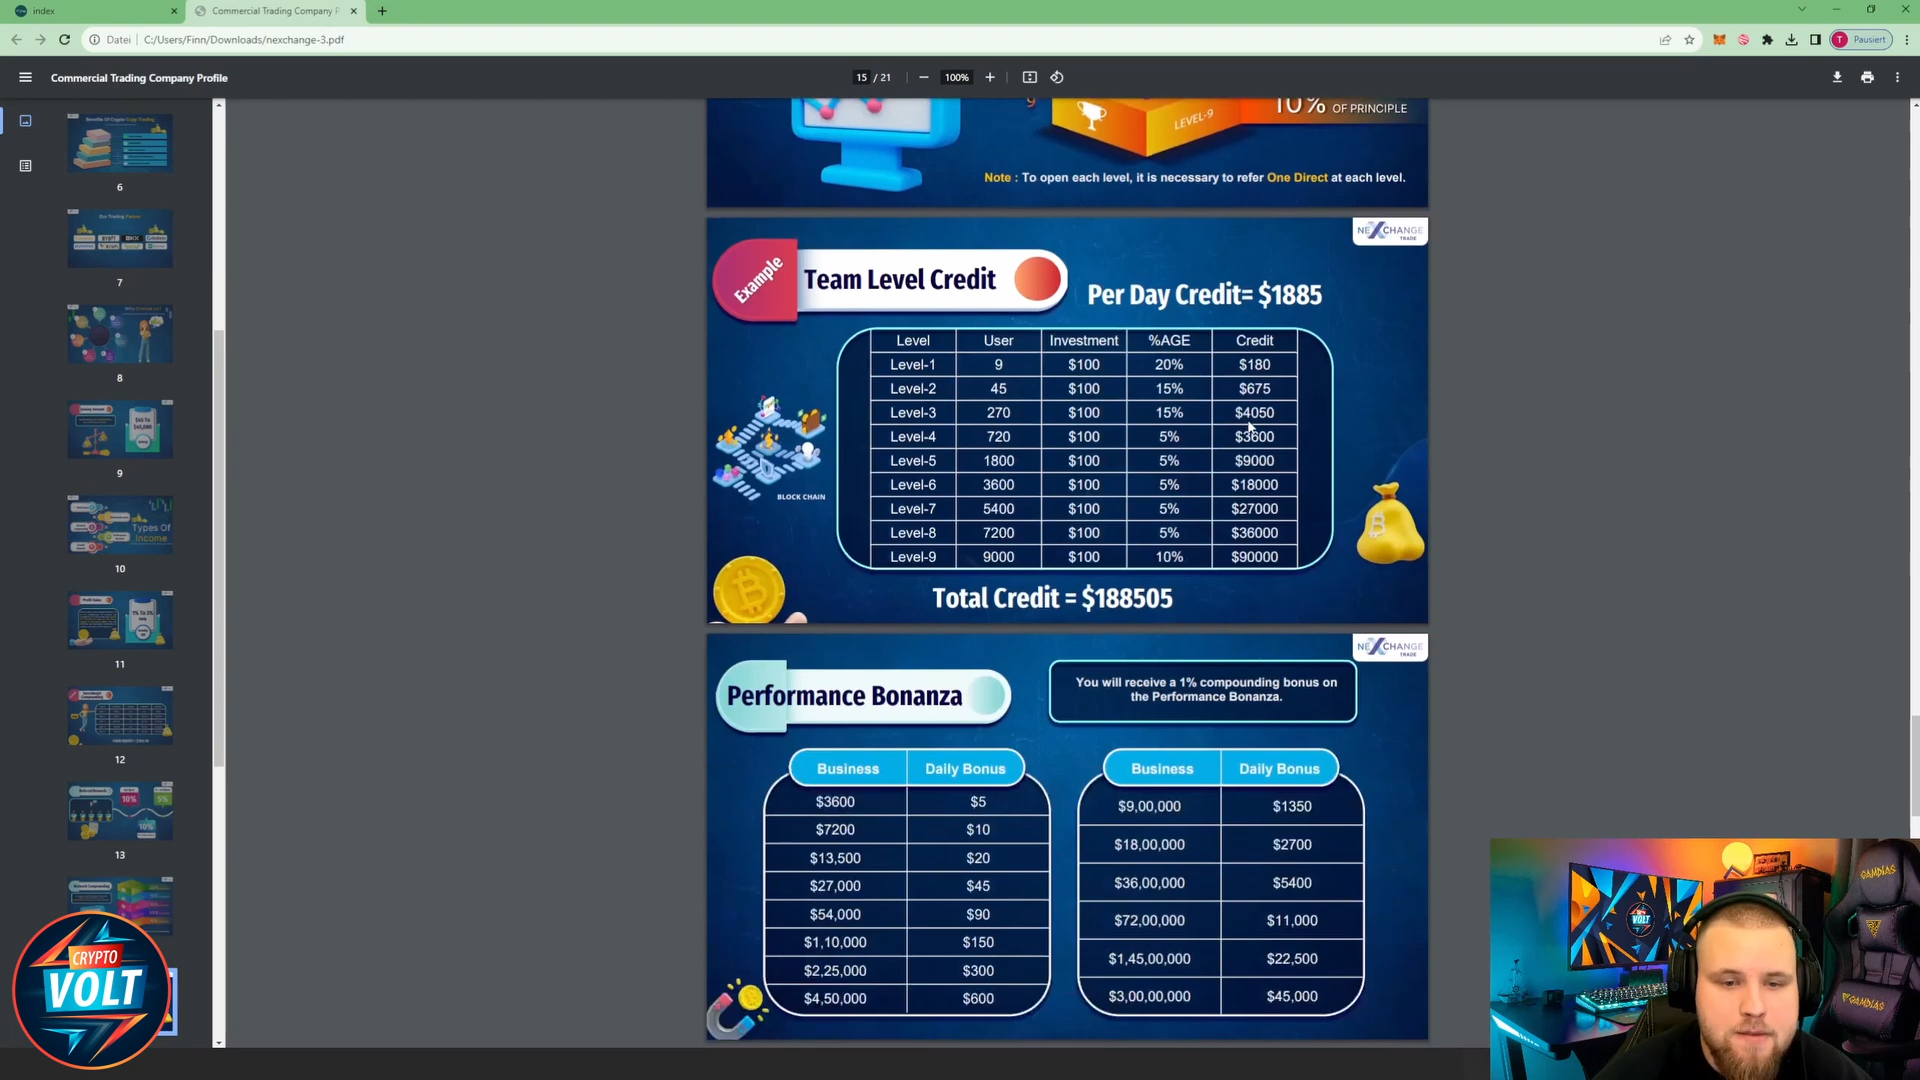 index
Commercial Trading Company P
Datei C:/Users/Finn/Downloads/nexchange-3.pdf
Pausiert
Commercial Trading Company Profile
15 / 21
100%
6
7
8
9
10
11
12
13
Types Of
Income
9
LEVEL-9
10% OF PRINCIPLE
Note : To open each level, it is necessary to refer One Direct at each level.
NEXCHANGE
TRADE
Example
Team Level Credit
Per Day Credit= $1885
Level User Investment %AGE Credit
Level-1 9 $100 20% $180
Level-2 45 $100 15% $675
Level-3 270 $100 15% $4050
Level-4 720 $100 5% $3600
Level-5 1800 $100 5% $9000
Level-6 3600 $100 5% $18000
Level-7 5400 $100 5% $27000
Level-8 7200 $100 5% $36000
Level-9 9000 $100 10% $90000
BLOCK CHAIN
Total Credit = $188505
NEXCHANGE
TRADE
Performance Bonanza
You will receive a 1% compounding bonus on
the Performance Bonanza.
Business Daily Bonus
$3600 $5
$7200 $10
$13,500 $20
$27,000 $45
$54,000 $90
$1,10,000 $150
$2,25,000 $300
$4,50,000 $600
Business Daily Bonus
$9,00,000 $1350
$18,00,000 $2700
$36,00,000 $5400
$72,00,000 $11,000
$1,45,00,000 $22,500
$3,00,00,000 $45,000
CRYPTO
VOLT
GAMDIAS
GAMDIAS